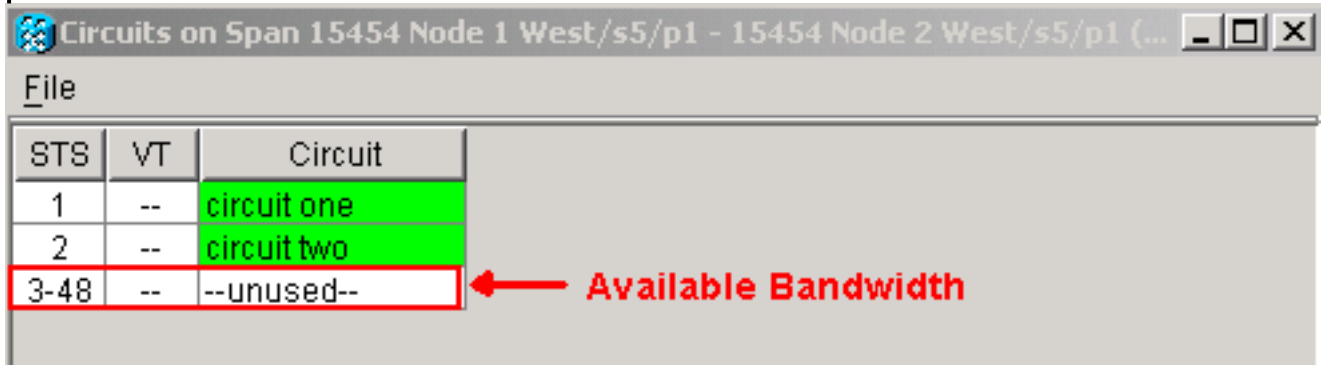 Circuits on Span 15454 Node 1 West/s5/p1 - 15454 Node 2 West/s5/p1 (...
File
STS VT Circuit
1 -- circuit one
2 -- circuit two
3-48 -- --unused-- Available Bandwidth